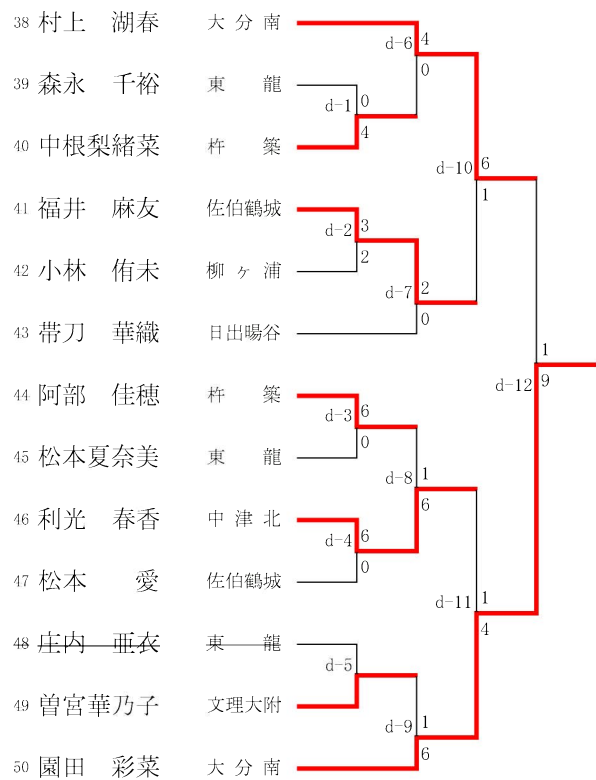 38 村上　湖春 大分南
d-6 4
0
39 森永　千裕 東龍
d-1 0
4
40 中根梨緒菜 杵築
d-10 6
1
41 福井　麻友 佐伯鶴城
d-2 3
2
42 小林　侑未 柳ヶ浦
d-7 2
0
43 帯刀　華織 日出暘谷
1
d-12 9
44 阿部　佳穂 杵築
d-3 6
0
45 松本夏奈美 東龍
d-8 1
6
46 利光　春香 中津北
d-4 6
0
47 松本　愛 佐伯鶴城
d-11 1
4
48 庄内　亜衣 東龍
d-5
49 曽宮華乃子 文理大附
d-9 1
6
50 園田　彩菜 大分南